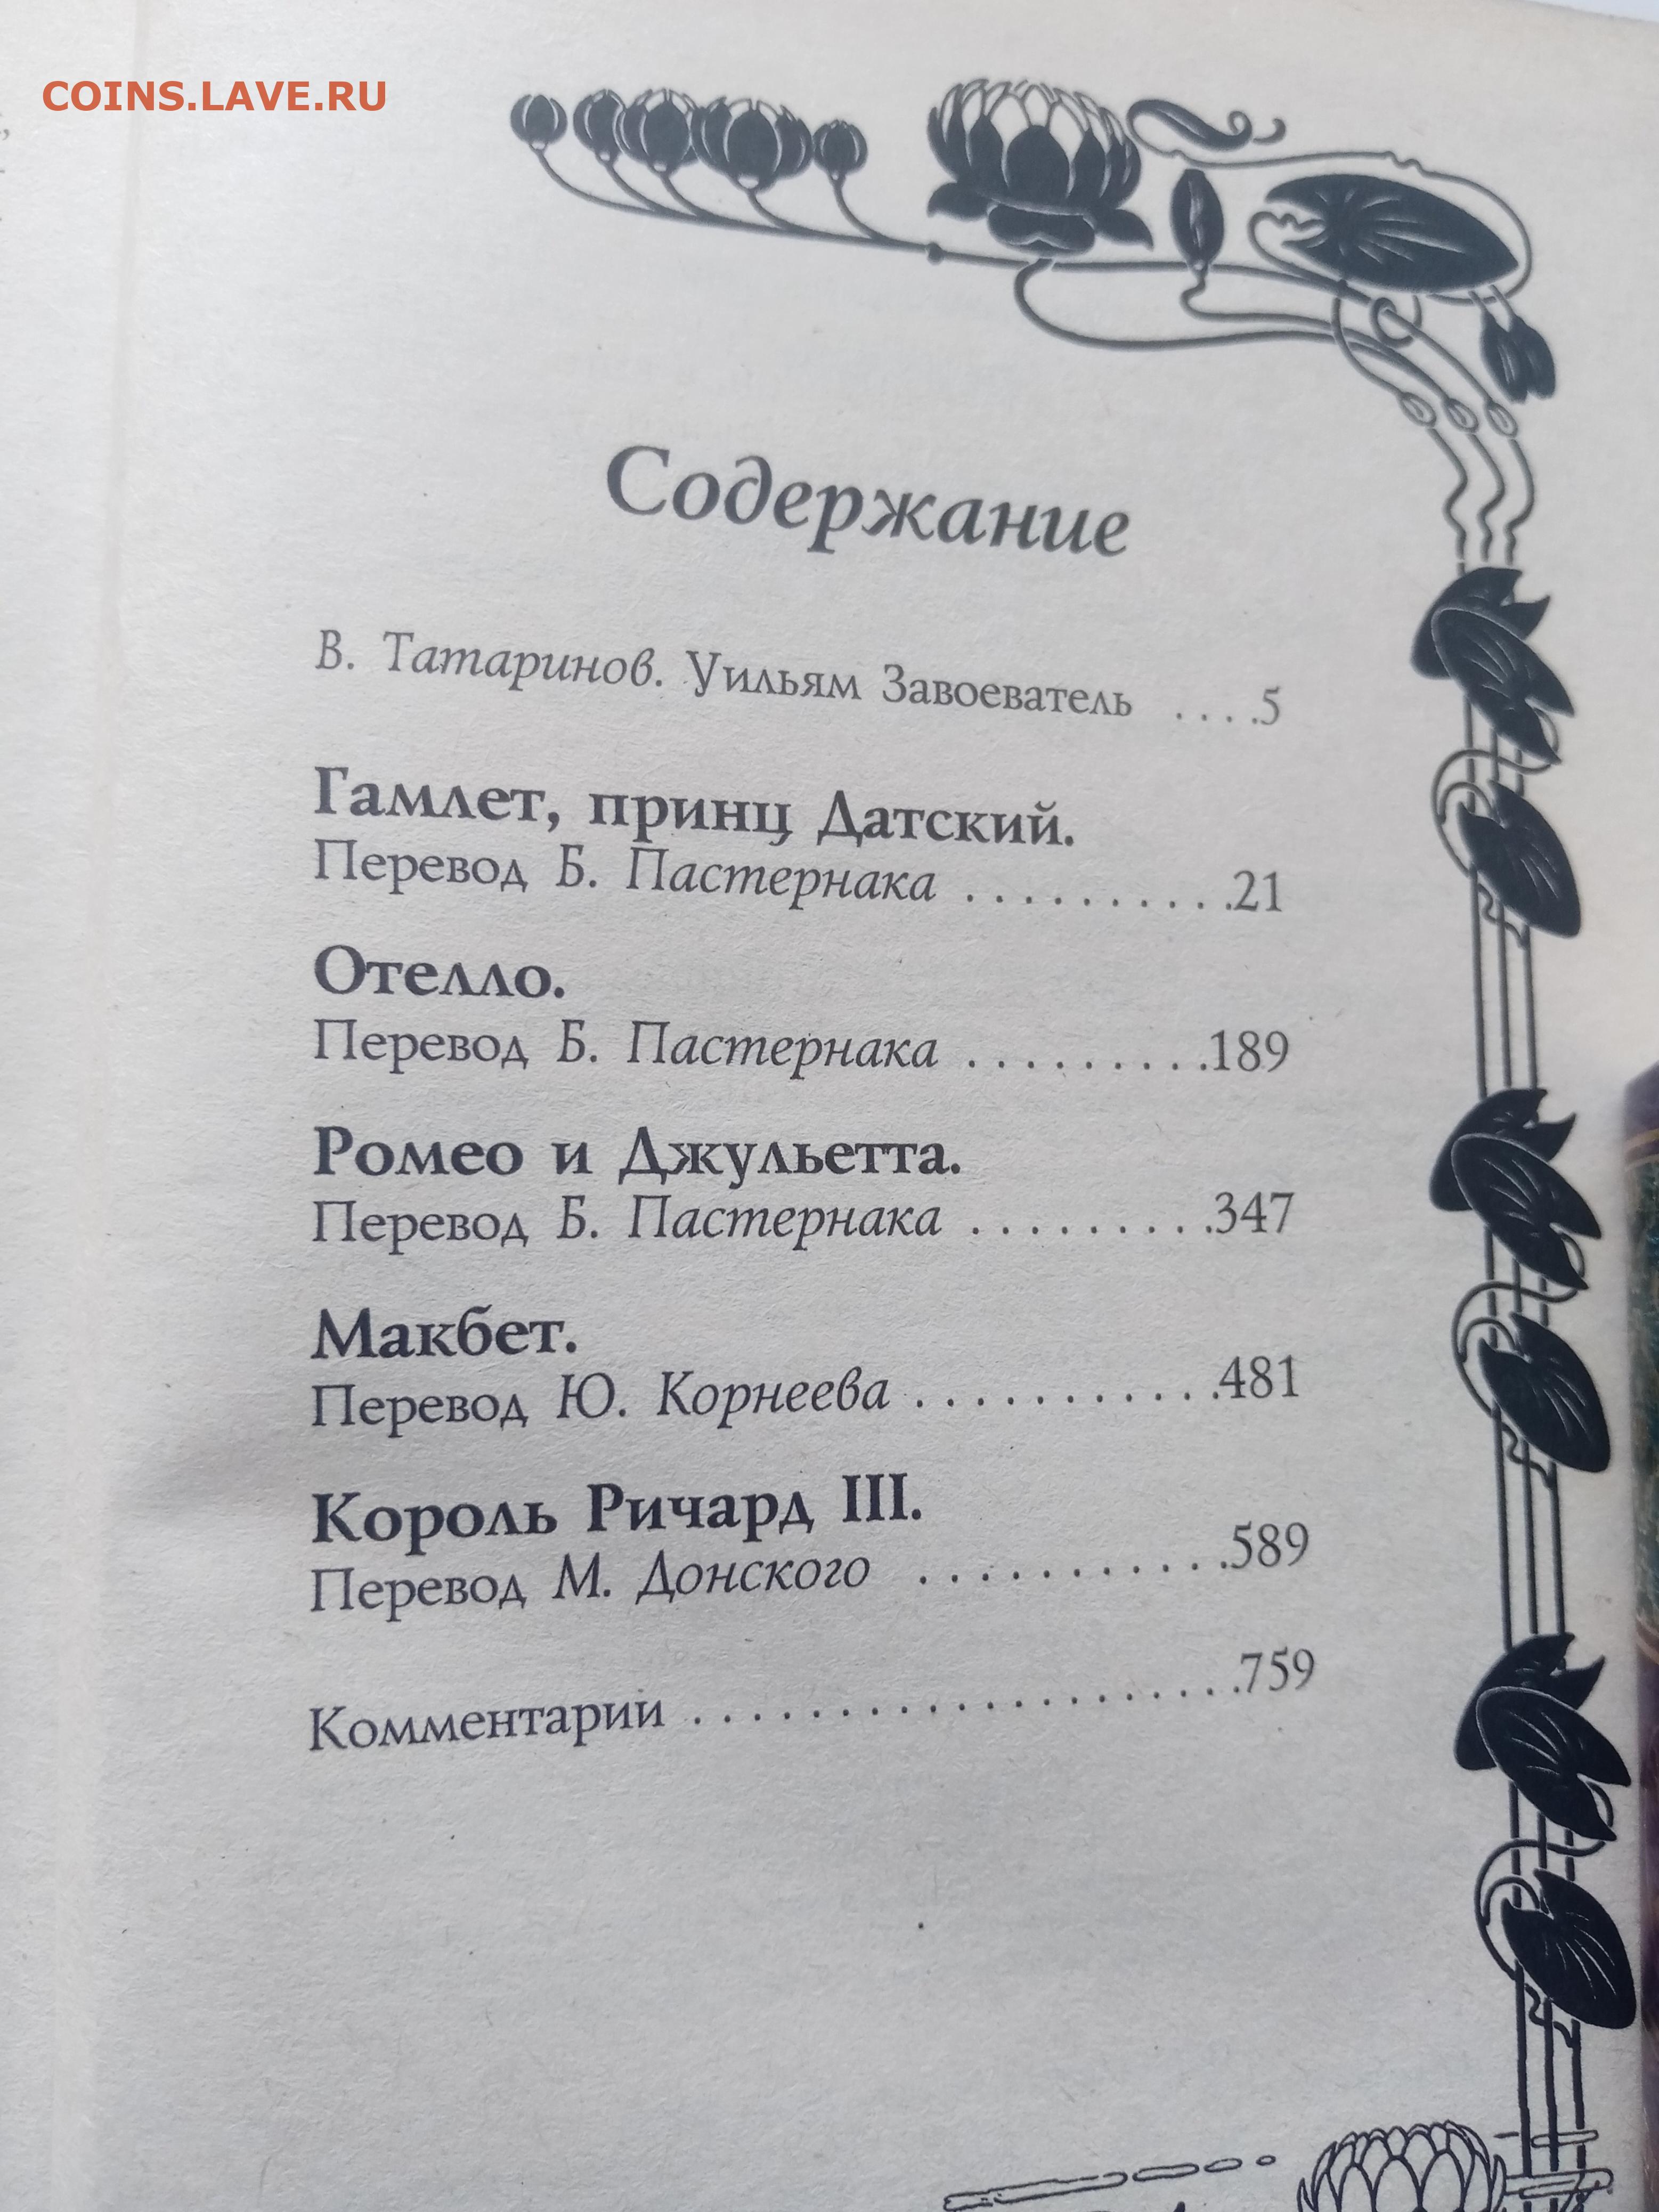 COINS.LAVE.RU
Содержание
В. Татаринов. Уильям Завоеватель . . . .5
Гамлет, принц Датский.
Перевод Б. Пастернака . . . . . . . . . .21
Отелло.
Перевод Б. Пастернака . . . . . . . . .189
Ромео и Джульетта.
Перевод Б. Пастернака . . . . . . . . .347
Макбет.
Перевод Ю. Корнеева . . . . . . . . . . .481
Король Ричард III.
Перевод М. Донского . . . . . . . . . . .589
Комментарии . . . . . . . . . . . . . . . . . . .759